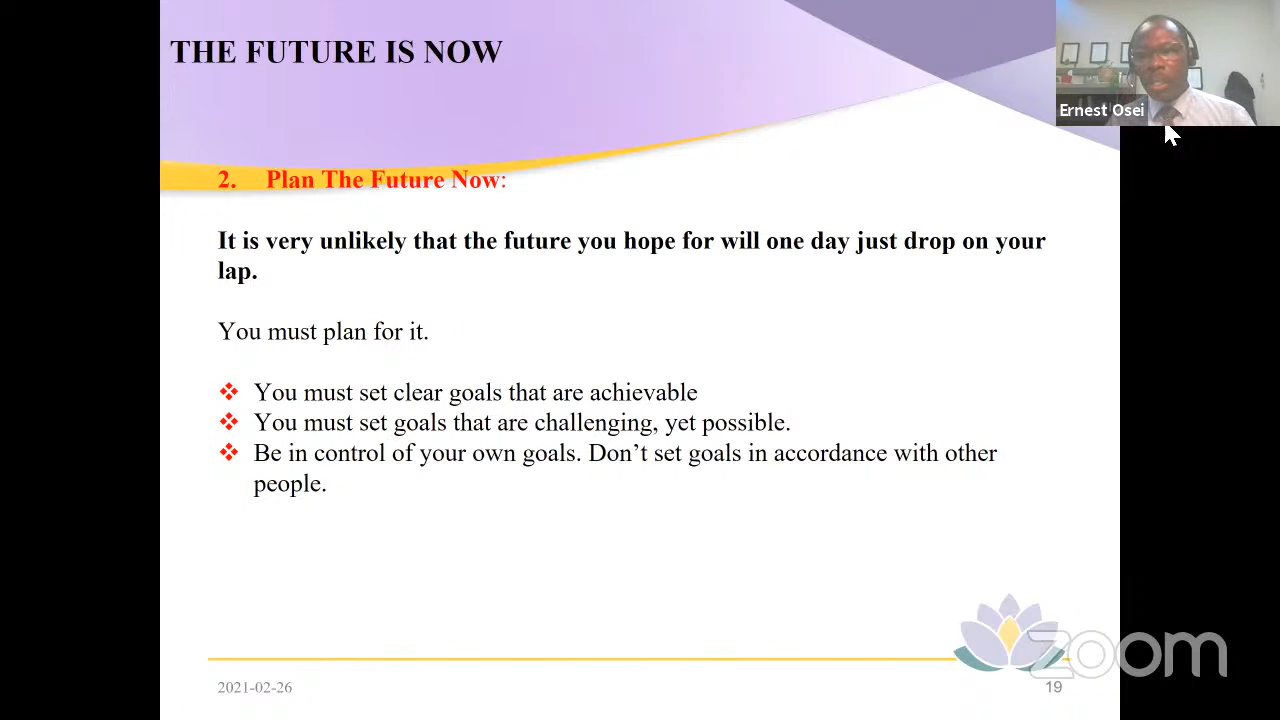 THE FUTURE IS NOW
Ernest Osei
2. Plan The Future Now:
It is very unlikely that the future you hope for will one day just drop on your
lap.
You must plan for it.
❖ You must set clear goals that are achievable
❖ You must set goals that are challenging, yet possible.
❖ Be in control of your own goals. Don’t set goals in accordance with other
people.
zoom
2021-02-26
19